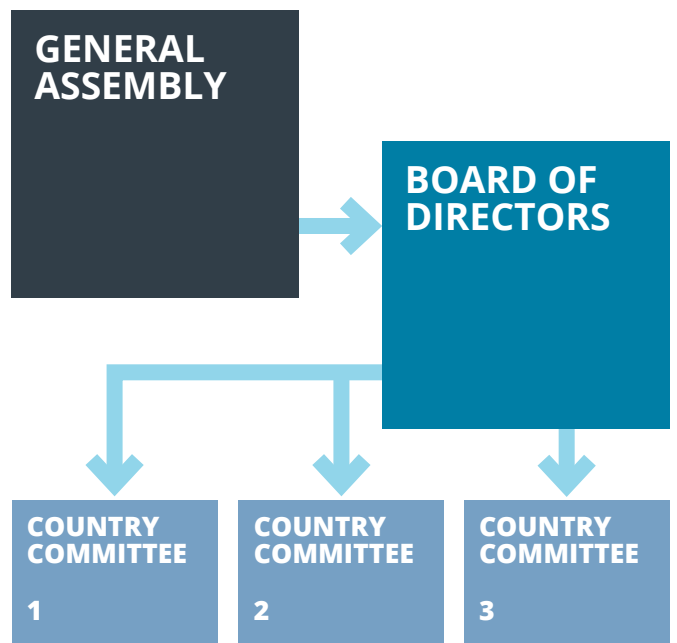 GENERAL
ASSEMBLY
BOARD OF
DIRECTORS
COUNTRY
COMMITTEE
1
COUNTRY
COMMITTEE
2
COUNTRY
COMMITTEE
3